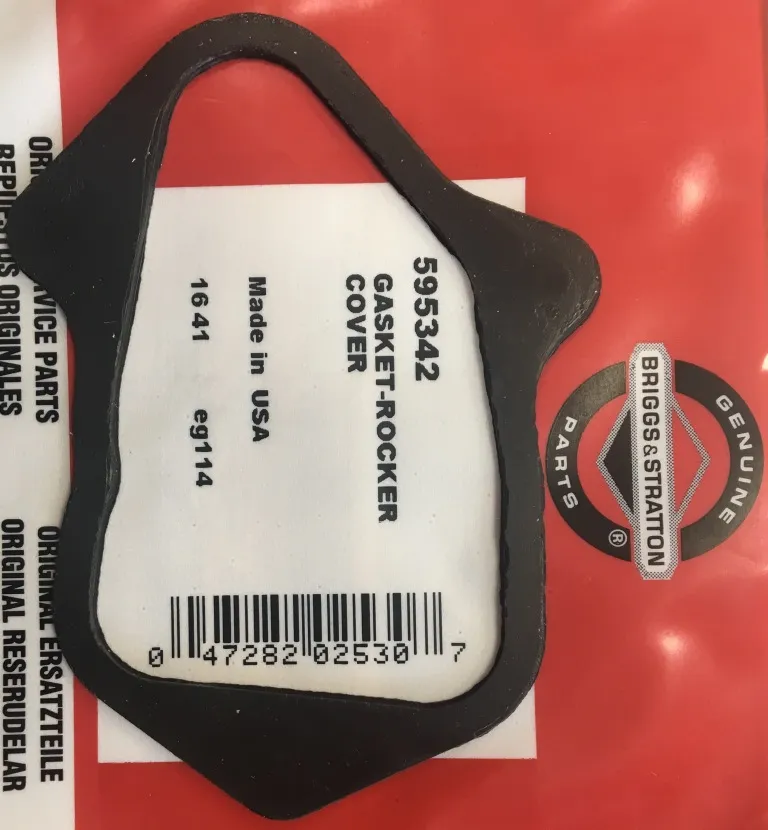 595342
GASKET-ROCKER
COVER
Made in USA
1641 eg114
0 47282 02530 7
GENUINE
BRIGGS&STRATTON
PARTS
®
VICE PARTS
ORIGINALES
ORIGINAL ERSATZTEILE
ORIGINAL RESERUDELAR